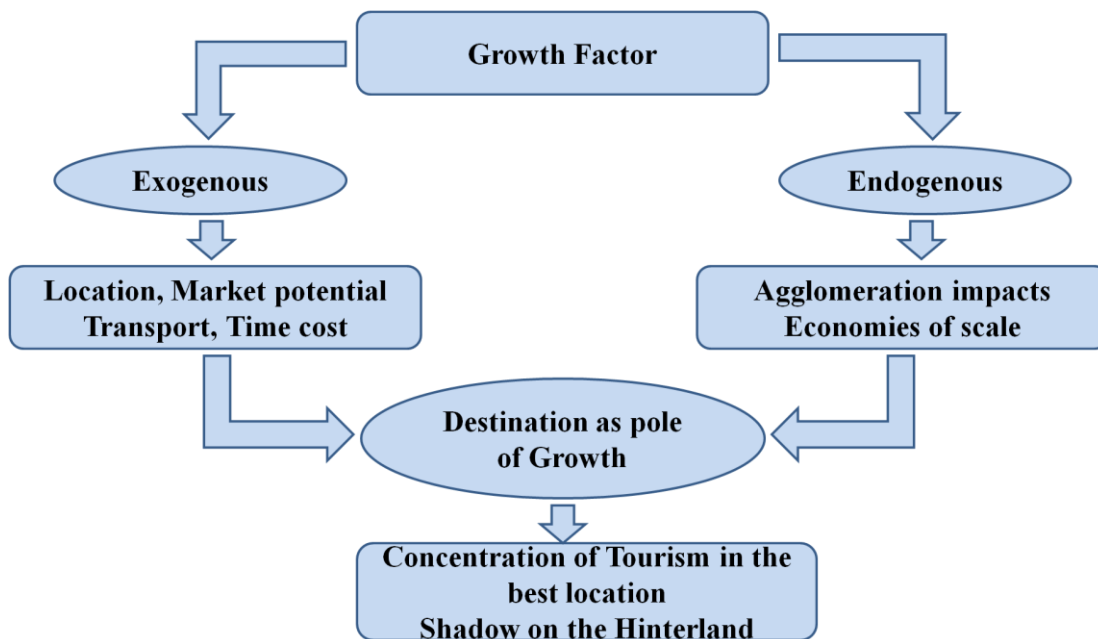 Growth Factor
Exogenous
Endogenous
Location, Market potential
Transport, Time cost
Agglomeration impacts
Economies of scale
Destination as pole
of Growth
Concentration of Tourism in the
best location
Shadow on the Hinterland